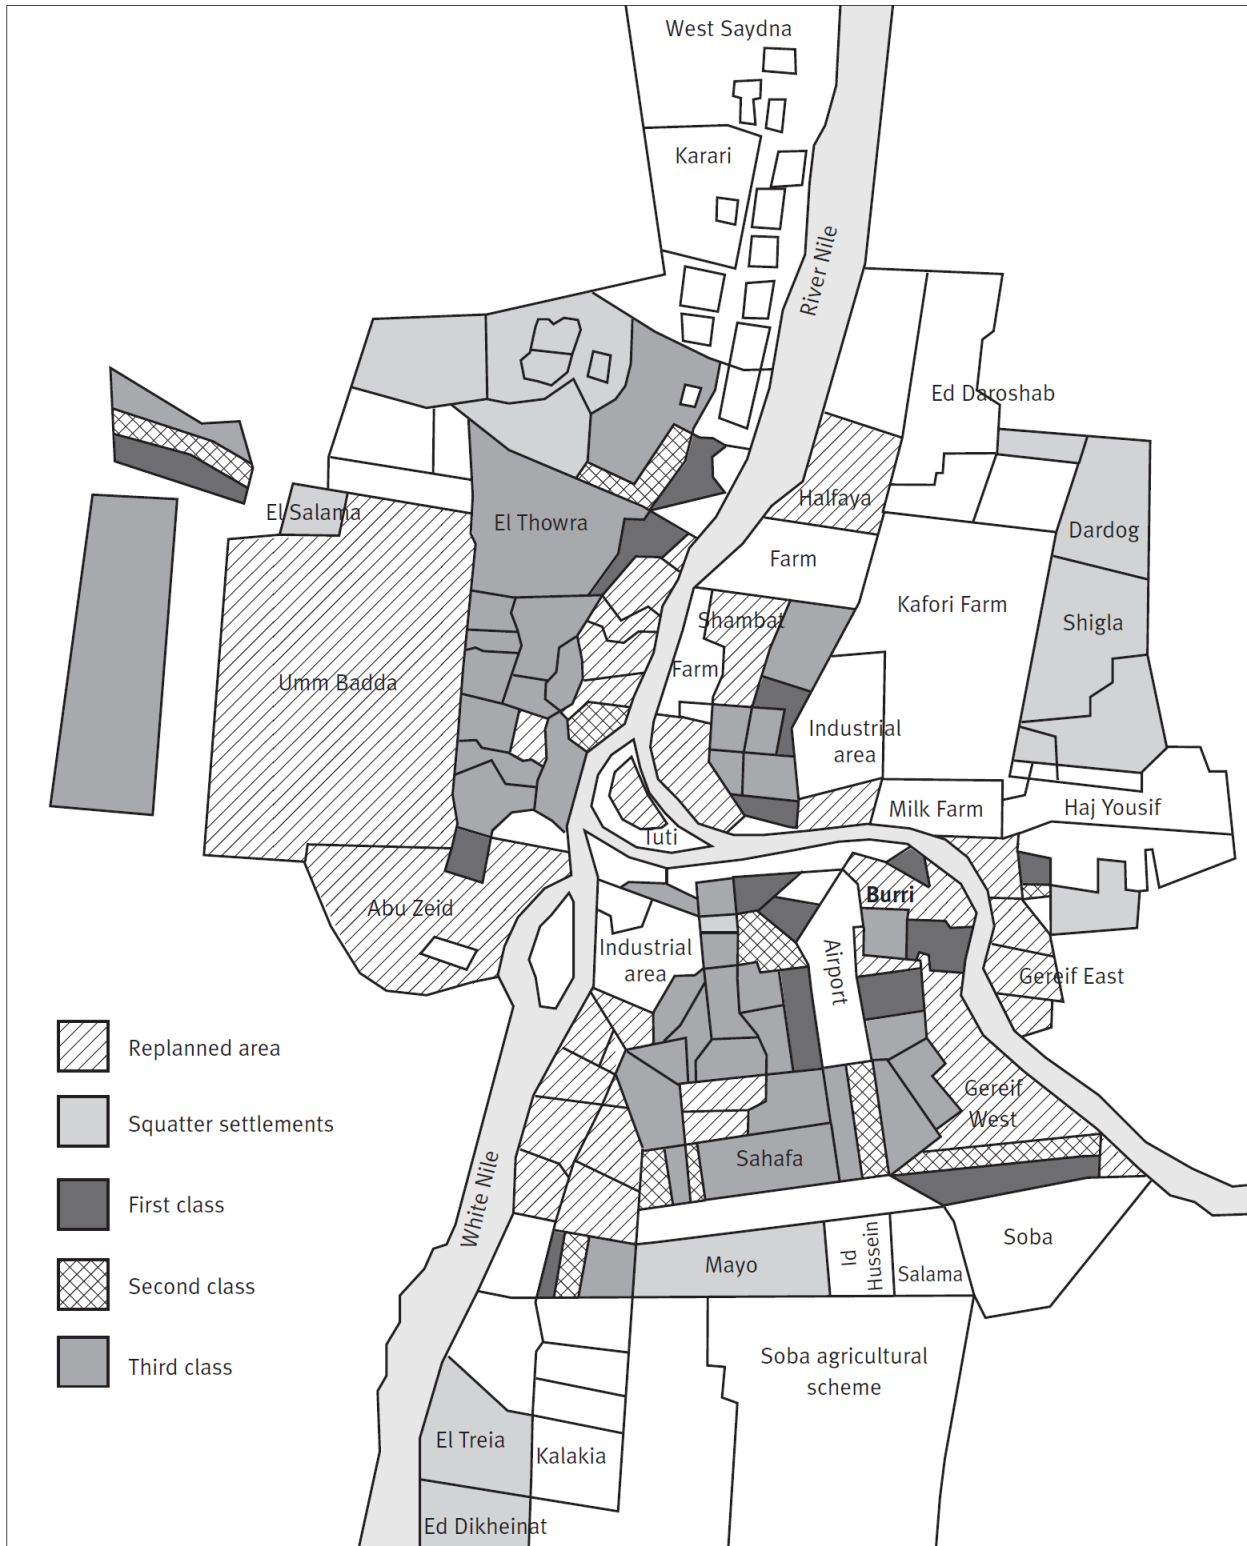 West Saydna
Karari
River Nile
Ed Daroshab
Halfaya
El Salama
El Thowra
Dardog
Farm
Kafori Farm
Shambat
Shigla
Farm
Umm Badda
Industrial
area
Milk Farm
Haj Yousif
Tuti
Burri
Abu Zeid
Industrial
area
Airport
Gereif East
Replanned area
Squatter settlements
First class
Second class
Third class
Gereif
West
Sahafa
White Nile
Mayo
Id
Hussein
Salama
Soba
Soba agricultural
scheme
El Treia
Kalakia
Ed Dikheinat